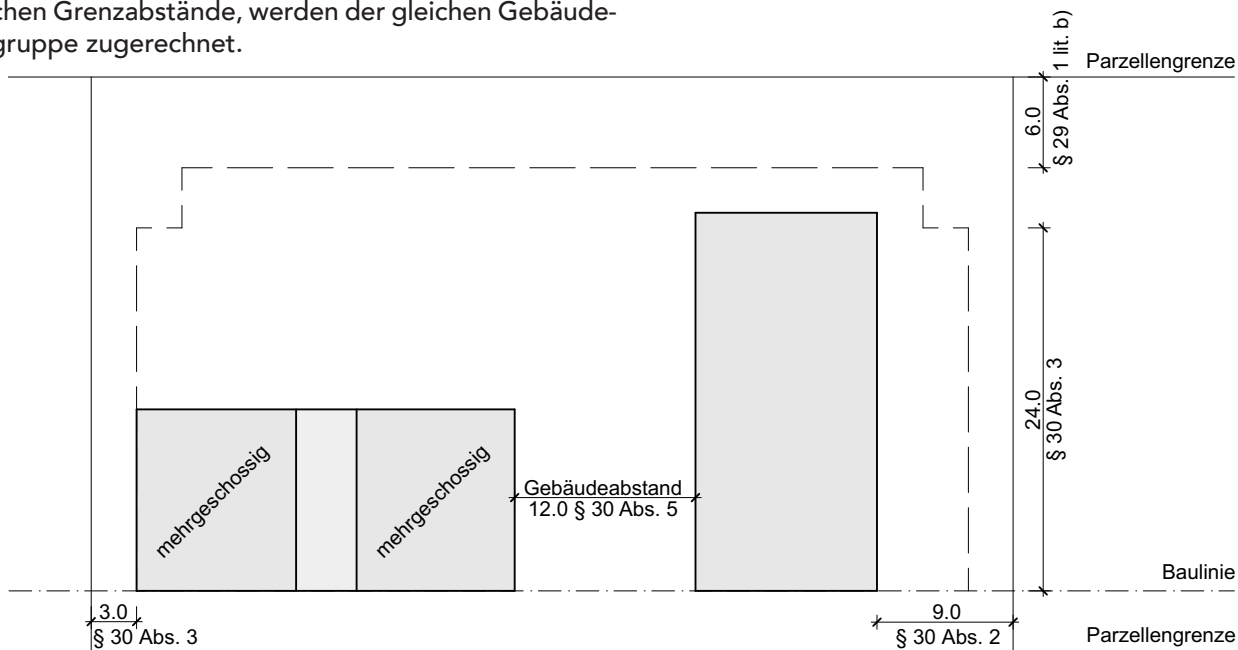 chen Grenzabstände, werden der gleichen Gebäude-
gruppe zugerechnet.
Parzellengrenze
6.0
§ 29 Abs. 1 lit. b)
24.0
§ 30 Abs. 3
mehrgeschossig
mehrgeschossig
Gebäudeabstand
12.0 § 30 Abs. 5
Baulinie
3.0
§ 30 Abs. 3
9.0
§ 30 Abs. 2
Parzellengrenze